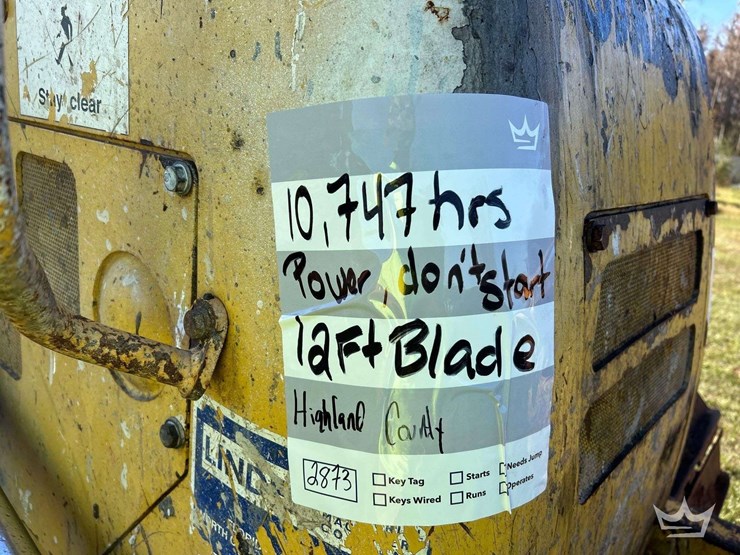 Stay clear
10,747 hrs
Power, don't start
12Ft Blade
Highland County
2873
Key Tag
Starts
Needs Jump
Keys Wired
Runs
Operates